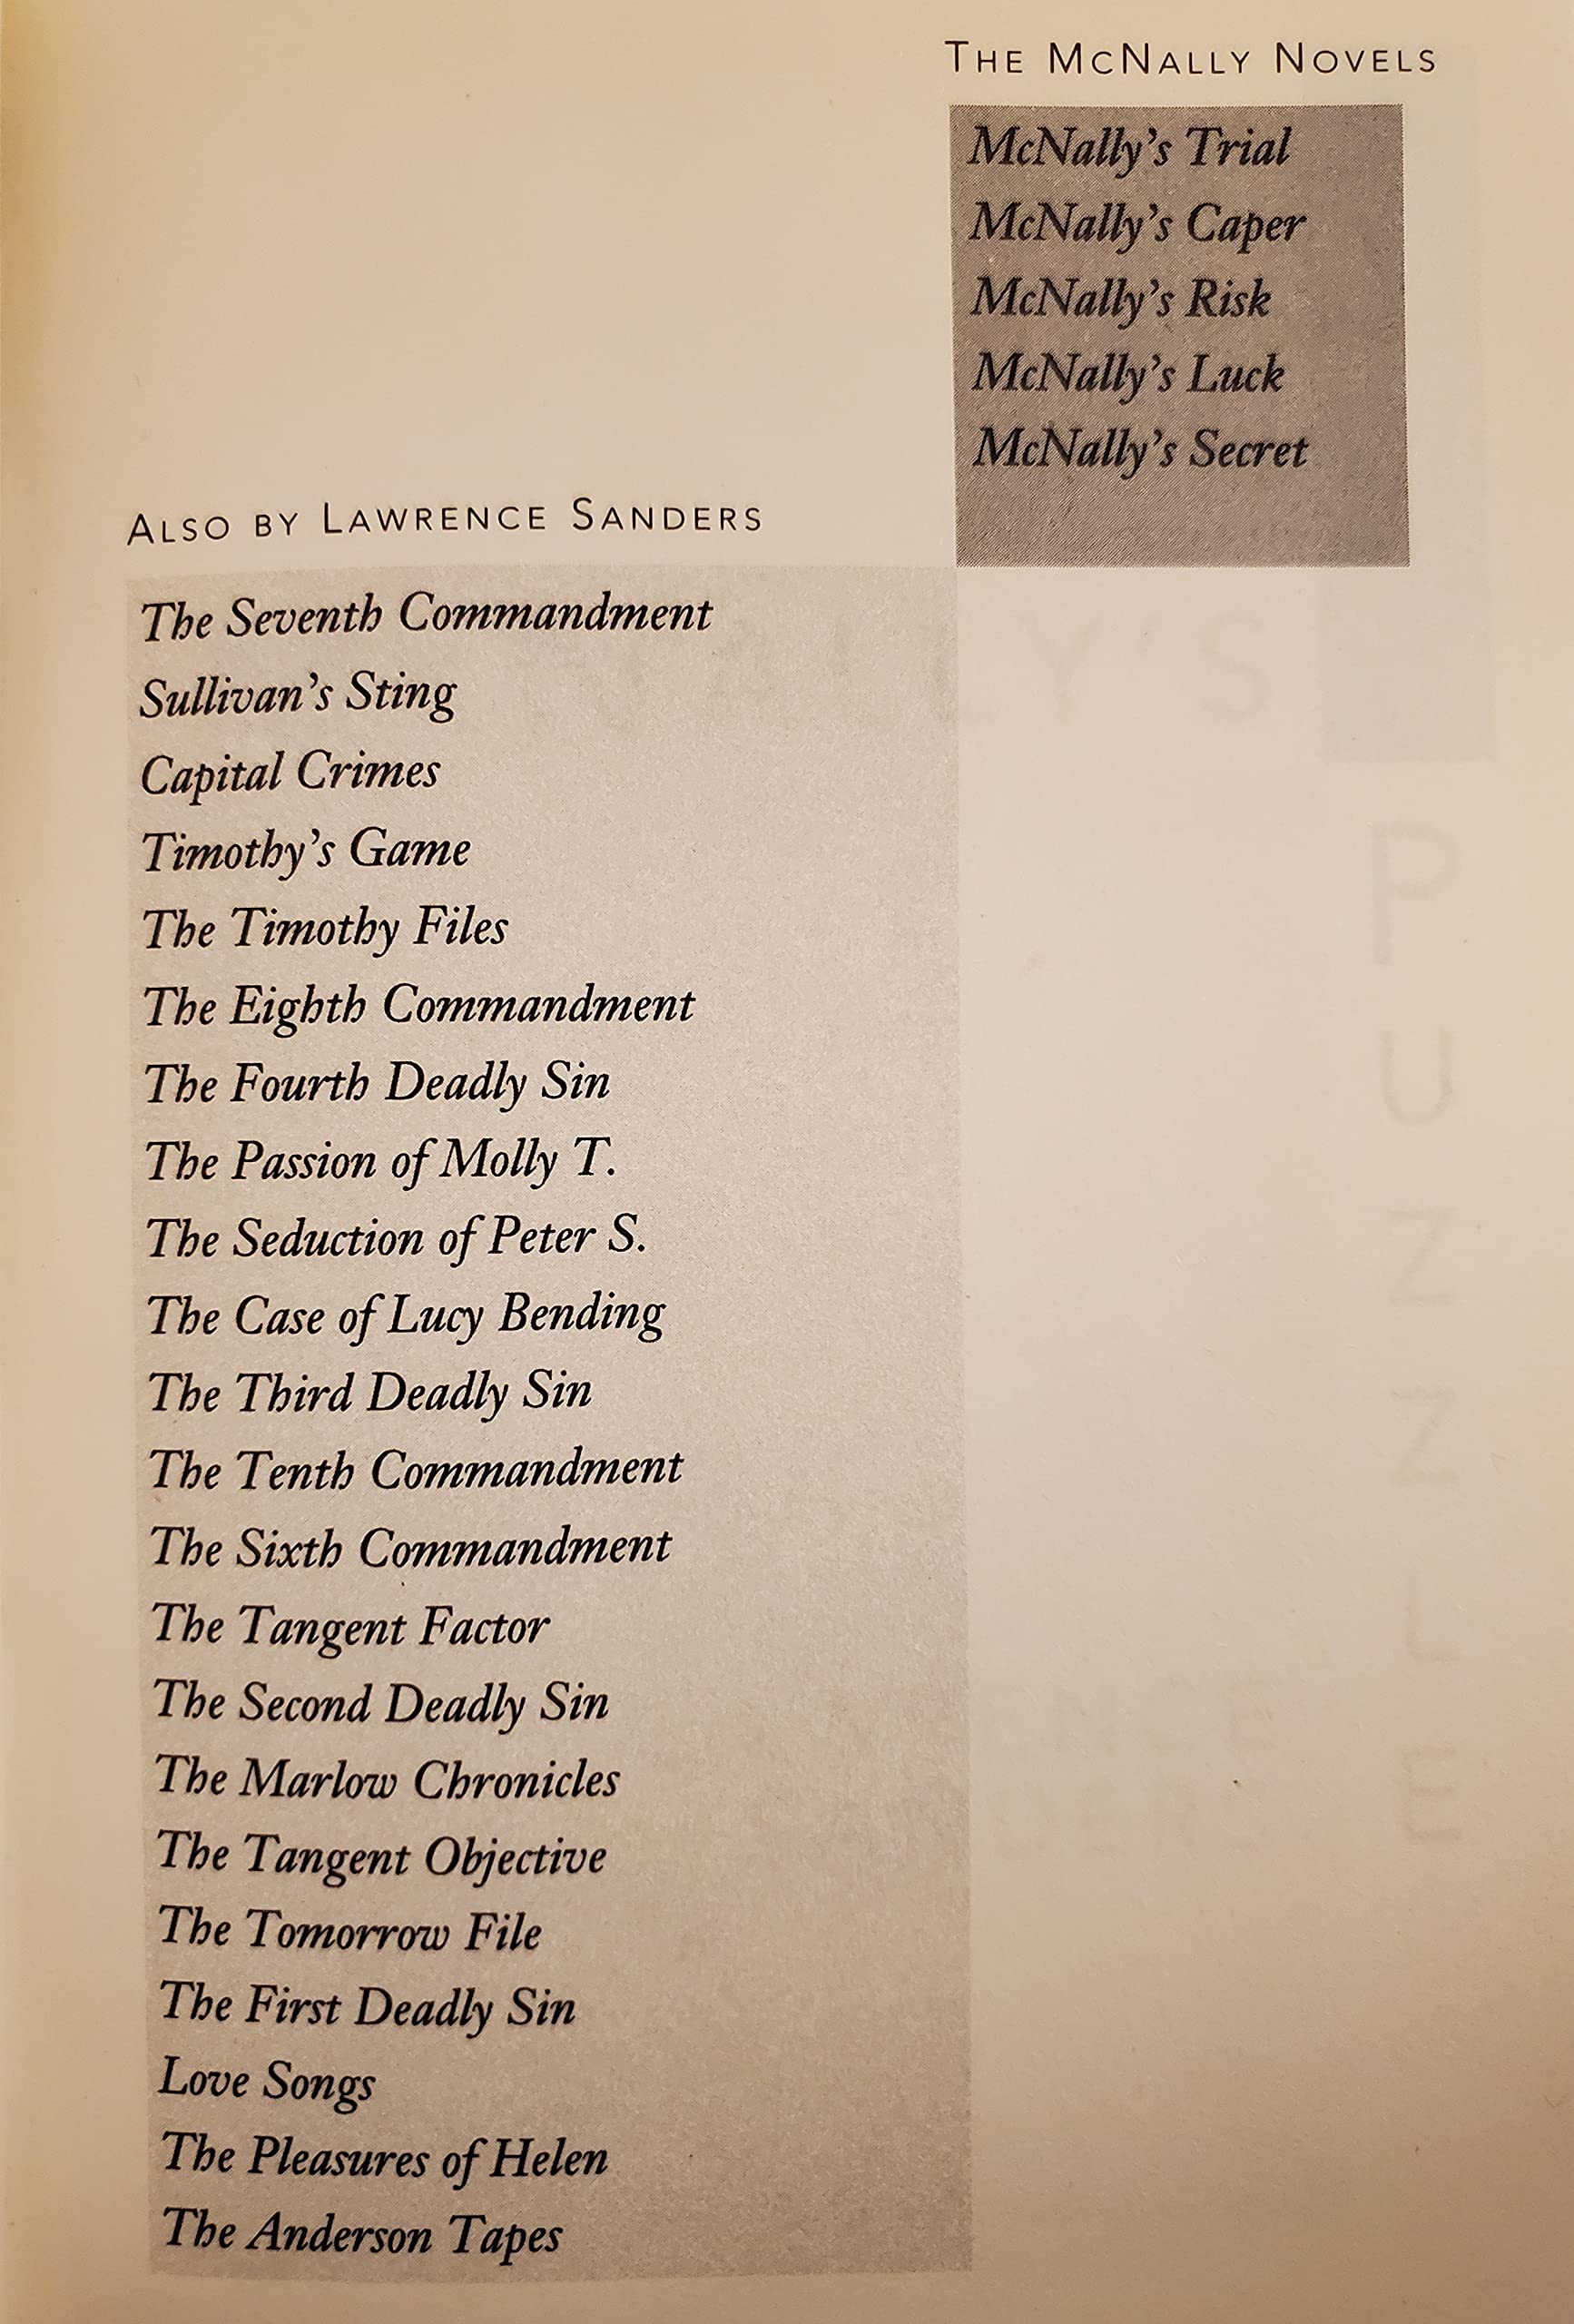 THE MCNALLY NOVELS
McNally's Trial
McNally's Caper
McNally's Risk
McNally's Luck
McNally's Secret
ALSO BY LAWRENCE SANDERS
The Seventh Commandment
Sullivan's Sting
Capital Crimes
Timothy's Game
The Timothy Files
The Eighth Commandment
The Fourth Deadly Sin
The Passion of Molly T.
The Seduction of Peter S.
The Case of Lucy Bending
The Third Deadly Sin
The Tenth Commandment
The Sixth Commandment
The Tangent Factor
The Second Deadly Sin
The Marlow Chronicles
The Tangent Objective
The Tomorrow File
The First Deadly Sin
Love Songs
The Pleasures of Helen
The Anderson Tapes
Y'S
P
U
Z
Z
L
E